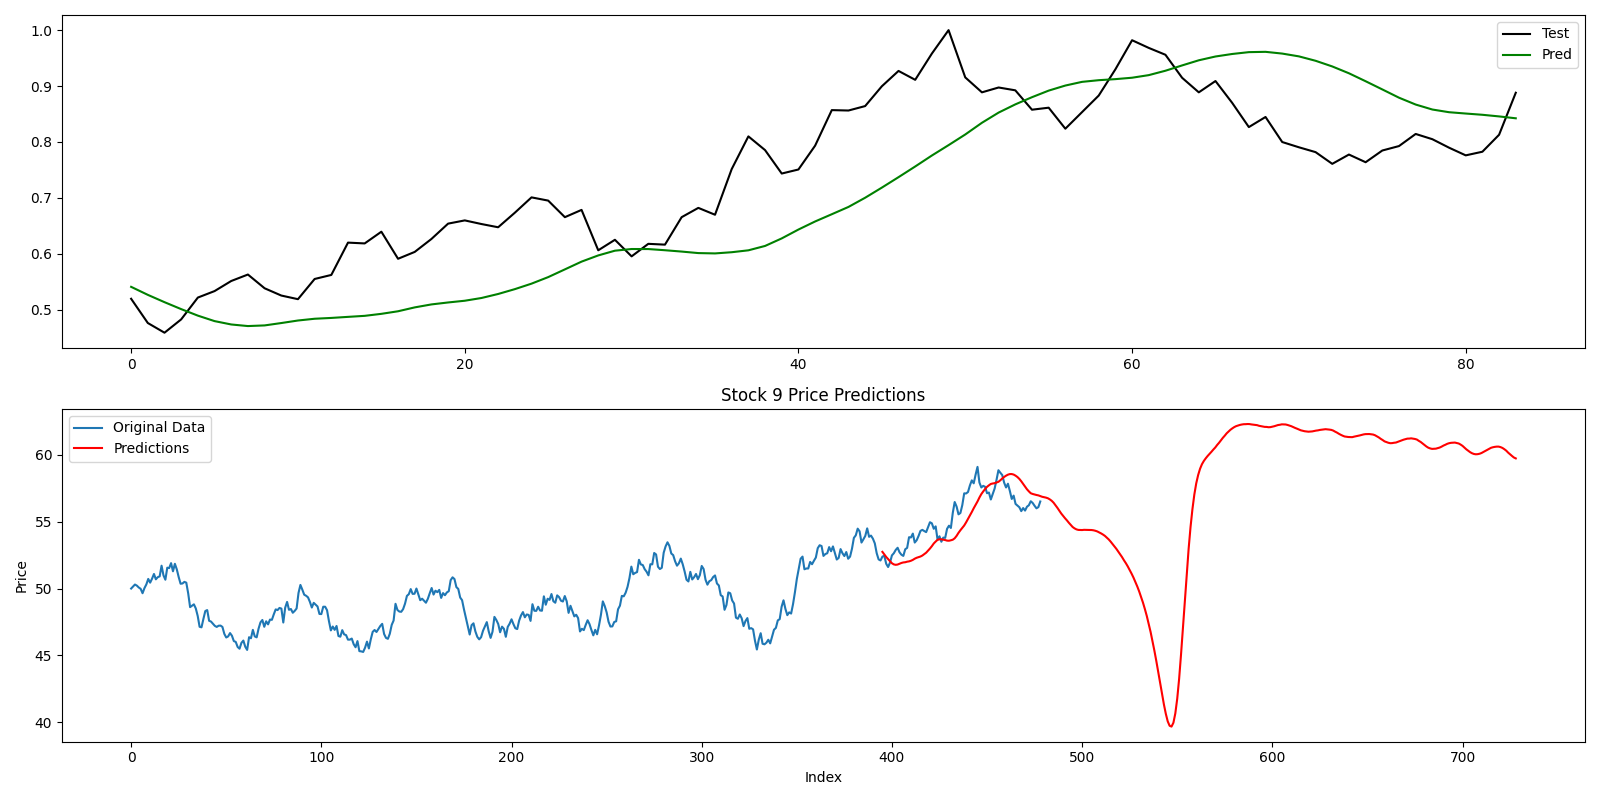 1.0
0.9
0.8
0.7
0.6
0.5
Test
Pred
0 20 40 60 80
Stock 9 Price Predictions
Original Data
Predictions
Price
60
55
50
45
40
0 100 200 300 400 500 600 700
Index